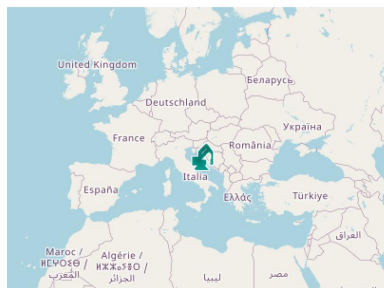 United Kingdom
Беларусь
Deutschland
Україна
France
România
Italia
España
Ελλάς
Türkiye
Maroc /
ⵍⵎⵖⵔⵉⴱ /
المغرب
Algérie /
ⵍⵣⵣⴰⵢⴻⵔ /
الجزائر
ليبيا
مصر
العراق